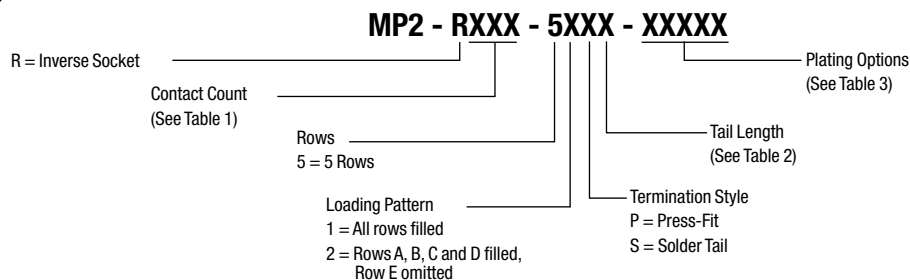 MP2 - RXXX - 5XXX - XXXXX
R = Inverse Socket
Plating Options
(See Table 3)
Contact Count
(See Table 1)
Tail Length
(See Table 2)
Rows
5 = 5 Rows
Termination Style
P = Press-Fit
S = Solder Tail
Loading Pattern
1 = All rows filled
2 = Rows A, B, C and D filled,
Row E omitted